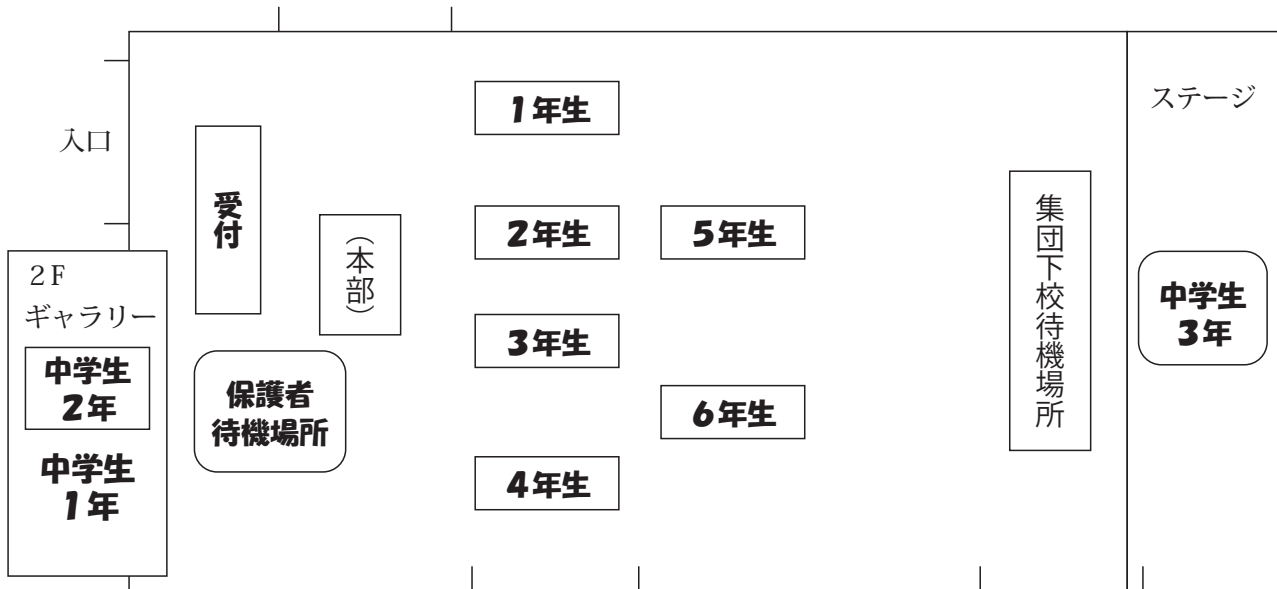 入口
受付
(本部)
2F
ギャラリー
中学生
2年
中学生
1年
保護者
待機場所
1年生
2年生
3年生
4年生
5年生
6年生
集団下校待機場所
ステージ
中学生
3年